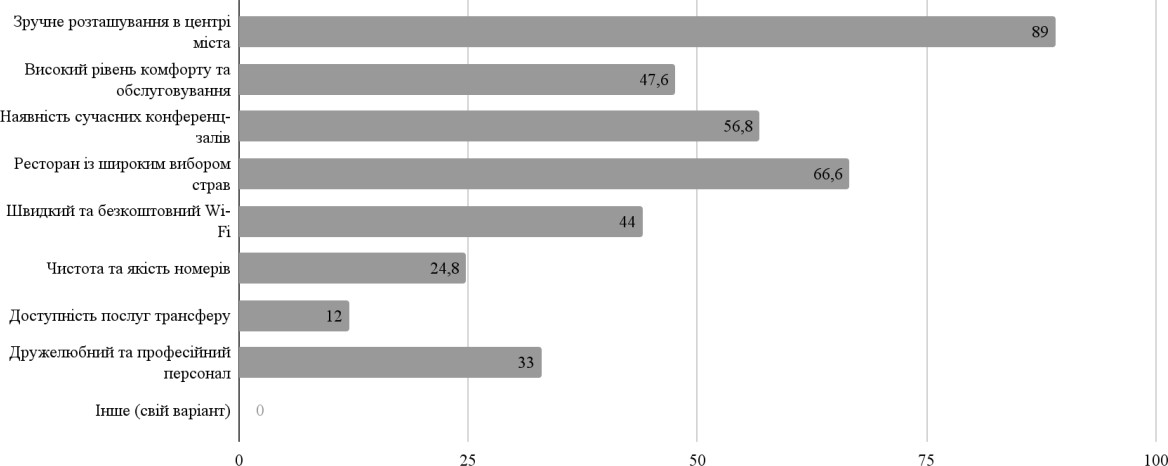 Зручне розташування в центрі
міста
89
Високий рівень комфорту та
обслуговування
47,6
Наявність сучасних конференц-
залів
56,8
Ресторан із широким вибором
страв
66,6
Швидкий та безкоштовний Wi-
Fi
44
Чистота та якість номерів
24,8
Доступність послуг трансферу
12
Дружелюбний та професійний
персонал
33
Інше (свій варіант)
0
0 25 50 75 100